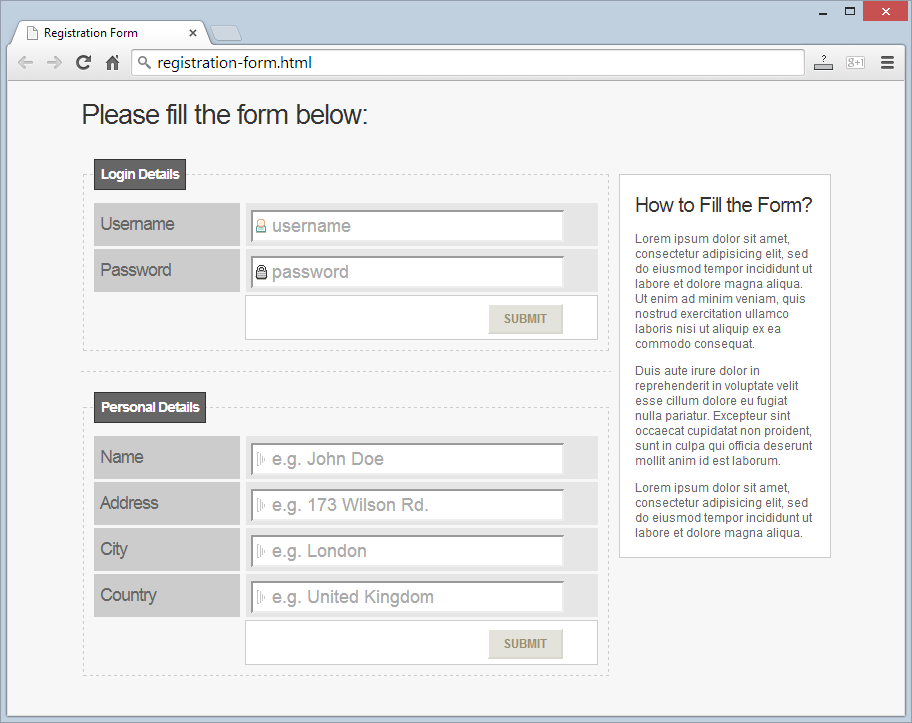 Registration Form
registration-form.html
g+1
Please fill the form below:
Login Details
Username
username
Password
password
SUBMIT
Personal Details
Name
e.g. John Doe
Address
e.g. 173 Wilson Rd.
City
e.g. London
Country
e.g. United Kingdom
SUBMIT
How to Fill the Form?
Lorem ipsum dolor sit amet,
consectetur adipisicing elit, sed
do eiusmod tempor incididunt ut
labore et dolore magna aliqua.
Ut enim ad minim veniam, quis
nostrud exercitation ullamco
laboris nisi ut aliquip ex ea
commodo consequat.
Duis aute irure dolor in
reprehenderit in voluptate velit
esse cillum dolore eu fugiat
nulla pariatur. Excepteur sint
occaecat cupidatat non proident,
sunt in culpa qui officia deserunt
mollit anim id est laborum.
Lorem ipsum dolor sit amet,
consectetur adipisicing elit, sed
do eiusmod tempor incididunt ut
labore et dolore magna aliqua.